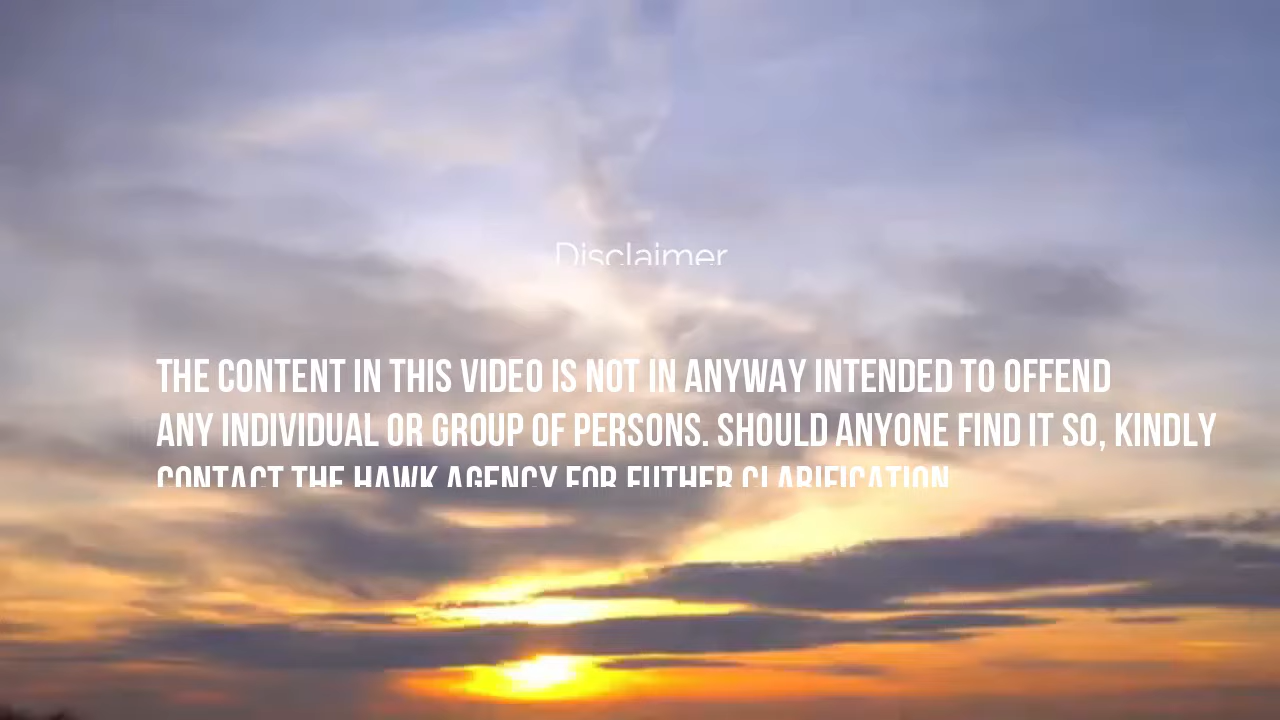 Disclaimer
THE CONTENT IN THIS VIDEO IS NOT IN ANYWAY INTENDED TO OFFEND
ANY INDIVIDUAL OR GROUP OF PERSONS. SHOULD ANYONE FIND IT SO, KINDLY
CONTACT THE HAWK AGENCY FOR FUTHER CLARIFICATION